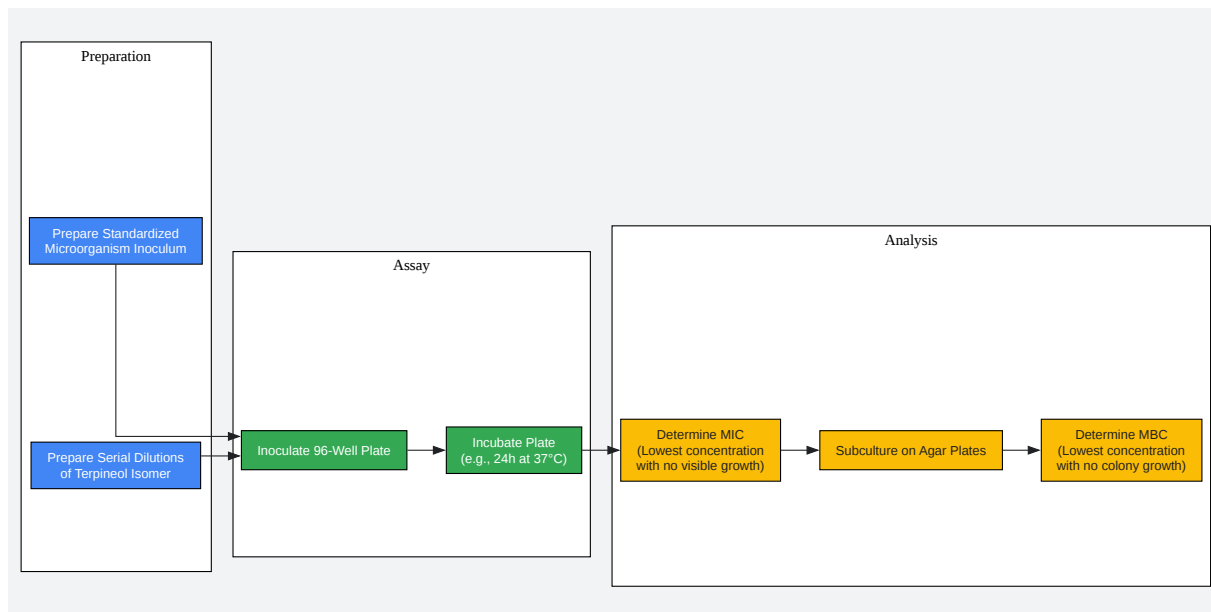 Preparation
Prepare Standardized
Microorganism Inoculum
Prepare Serial Dilutions
of Terpineol Isomer
Assay
Inoculate 96-Well Plate
Incubate Plate
(e.g., 24h at 37°C)
Analysis
Determine MIC
(Lowest concentration
with no visible growth)
Subculture on Agar Plates
Determine MBC
(Lowest concentration
with no colony growth)